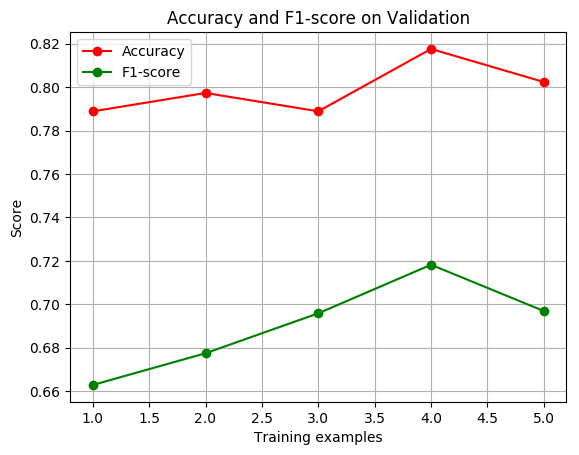 Accuracy and F1-score on Validation
Accuracy
F1-score
0.82
0.80
0.78
0.76
0.74
0.72
0.70
0.68
0.66
Score
1.0 1.5 2.0 2.5 3.0 3.5 4.0 4.5 5.0
Training examples